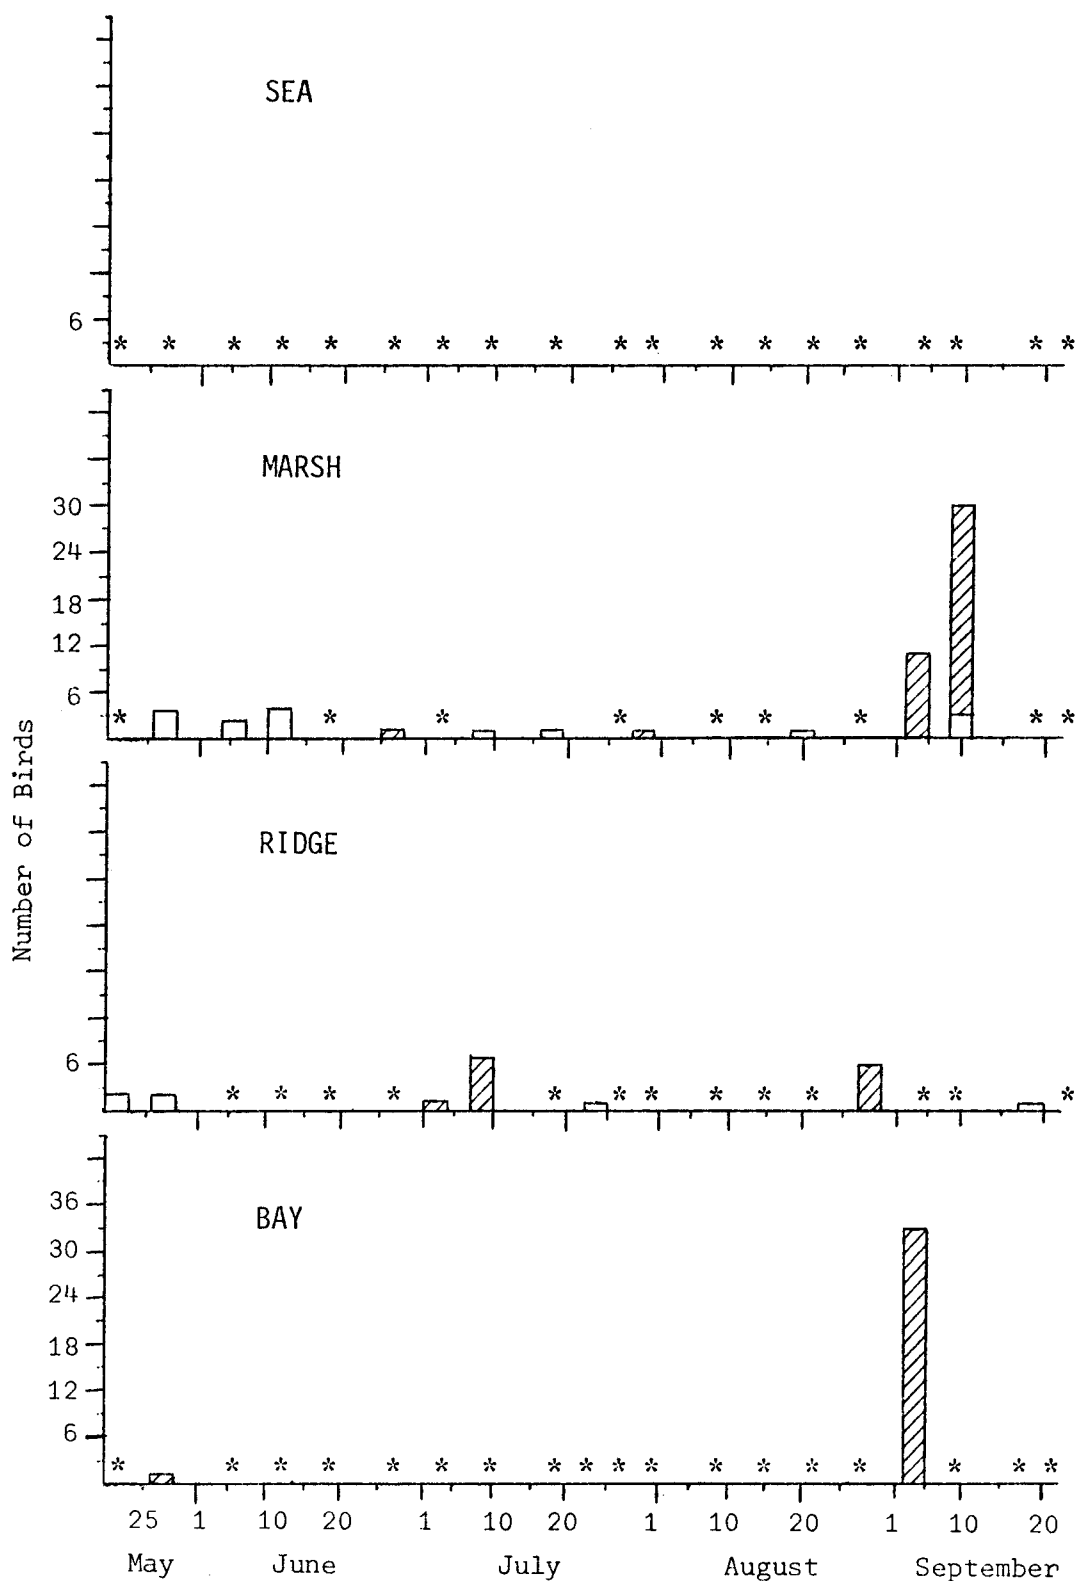 SEA
6
* * * * * * * * * * * * * * * * * * *
MARSH
30
24
18
12
6
* * * * * * * * *
Number of Birds
RIDGE
6
* * * * * * * * * * * * *
BAY
36
30
24
18
12
6
* * * * * * * * * * * * * * * * * *
25 1 10 20 1 10 20 1 10 20 1 10 20
May June July August September